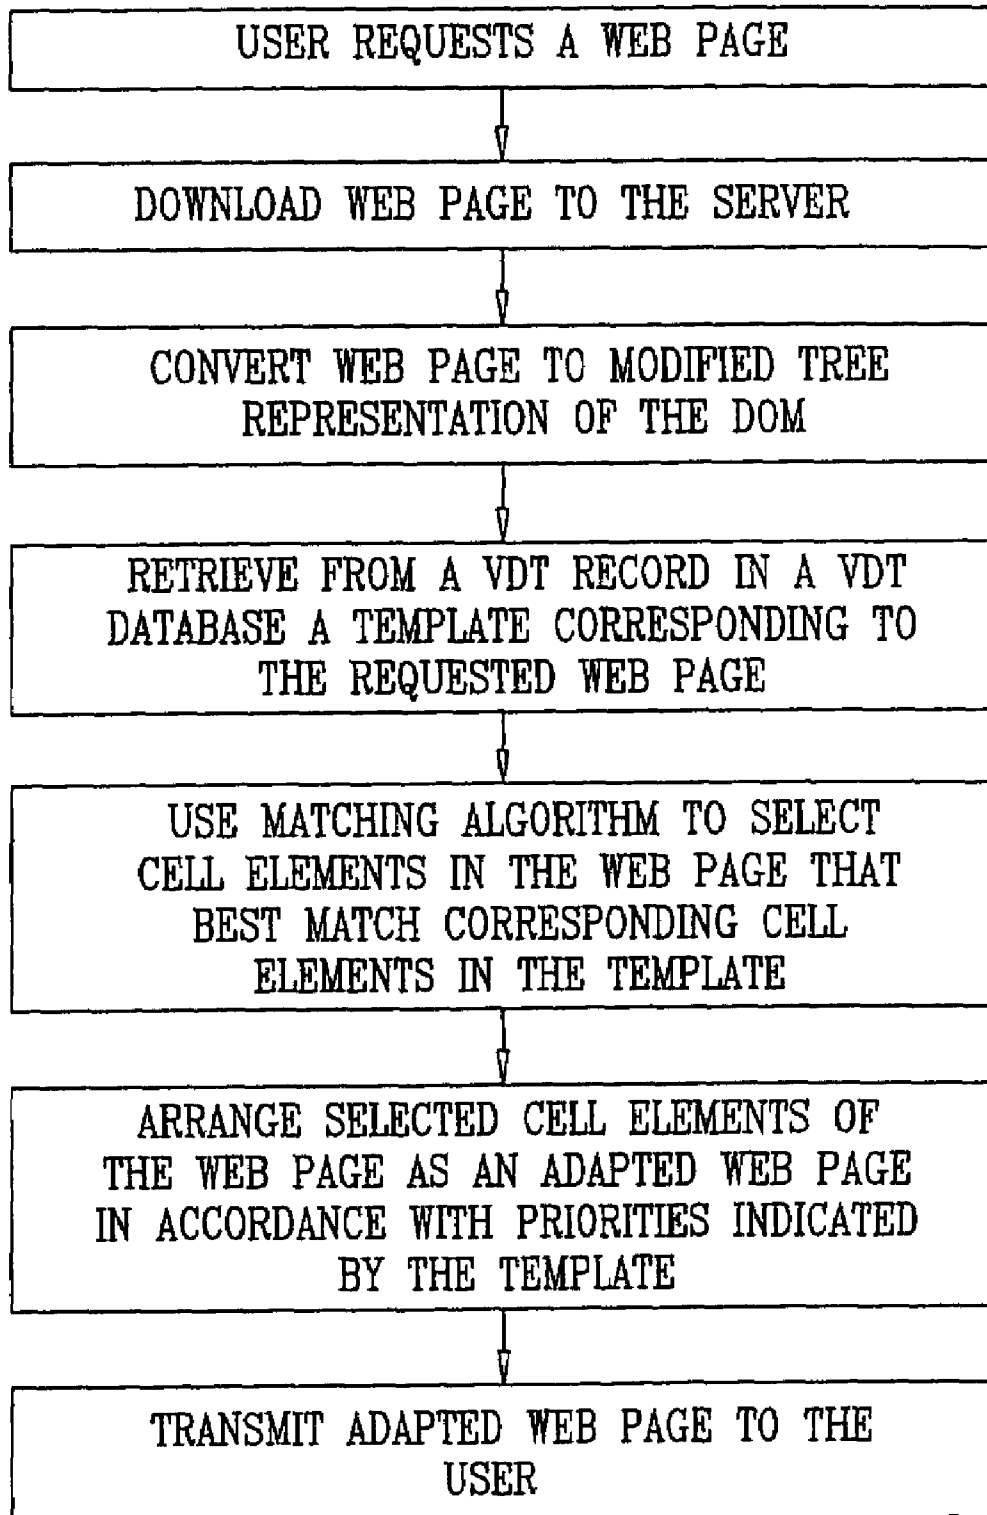 USER REQUESTS A WEB PAGE
DOWNLOAD WEB PAGE TO THE SERVER
CONVERT WEB PAGE TO MODIFIED TREE
REPRESENTATION OF THE DOM
RETRIEVE FROM A VDT RECORD IN A VDT
DATABASE A TEMPLATE CORRESPONDING TO
THE REQUESTED WEB PAGE
USE MATCHING ALGORITHM TO SELECT
CELL ELEMENTS IN THE WEB PAGE THAT
BEST MATCH CORRESPONDING CELL
ELEMENTS IN THE TEMPLATE
ARRANGE SELECTED CELL ELEMENTS OF
THE WEB PAGE AS AN ADAPTED WEB PAGE
IN ACCORDANCE WITH PRIORITIES INDICATED
BY THE TEMPLATE
TRANSMIT ADAPTED WEB PAGE TO THE
USER